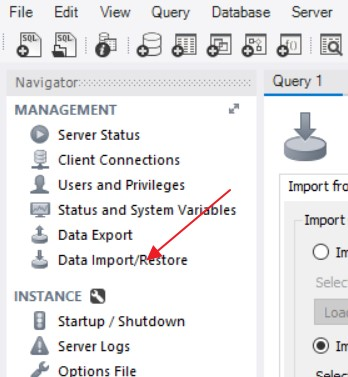 File Edit View Query Database Server
SQL SQL
Navigator Query 1
MANAGEMENT
Server Status
Client Connections
Users and Privileges
Import fro
Status and System Variables
Import
Data Export
Data Import/Restore
Im
Selec
INSTANCE
Loa
Startup / Shutdown
Server Logs
Im
Options File
Selec